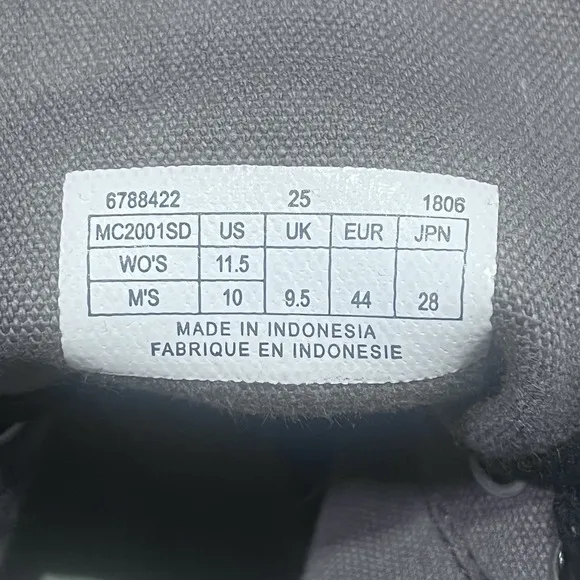 6788422 25 1806
MC2001SD US UK EUR JPN
WO'S 11.5
M'S 10 9.5 44 28
MADE IN INDONESIA
FABRIQUE EN INDONESIE